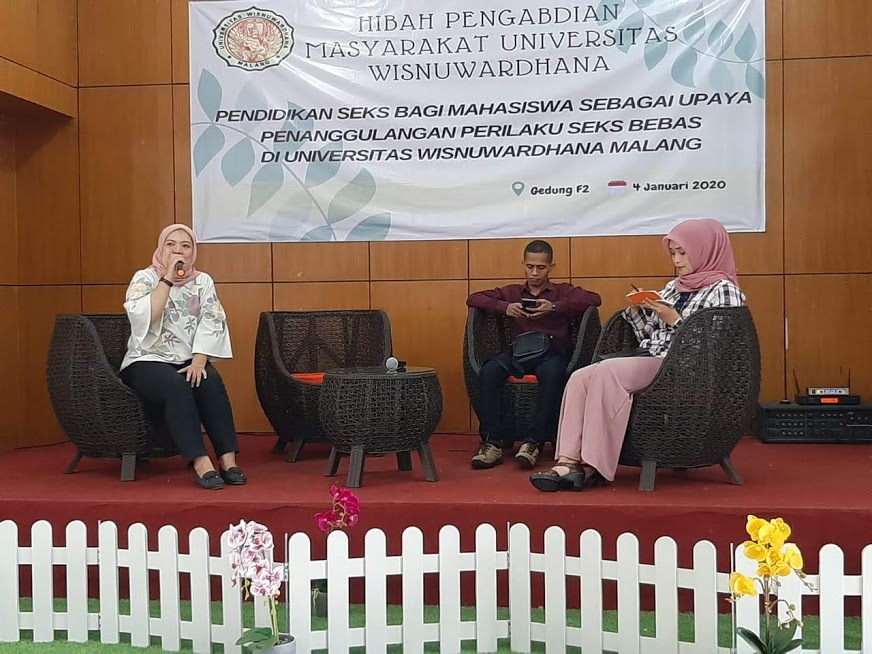 UNIVERSITAS WISNUWARDHANA
MALANG
HIBAH PENGABDIAN
MASYARAKAT UNIVERSITAS
WISNUWARDHANA
PENDIDIKAN SEKS BAGI MAHASISWA SEBAGAI UPAYA
PENANGGULANGAN PERILAKU SEKS BEBAS
DI UNIVERSITAS WISNUWARDHANA MALANG
Gedung F2 4 Januari 2020